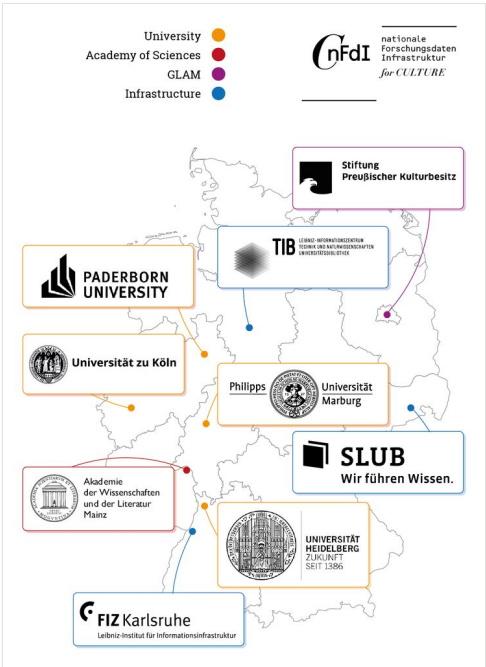 University
Academy of Sciences
GLAM
Infrastructure
nFdI
nationale
Forschungsdaten
Infrastruktur
for CULTURE
Stiftung
Preußischer Kulturbesitz
TIB
LEIBNIZ-INFORMATIONSZENTRUM
TECHNIK UND NATURWISSENSCHAFTEN
UNIVERSITÄTSBIBLIOTHEK
PADERBORN
UNIVERSITY
Universität zu Köln
Philipps Universität
Marburg
SLUB
Wir führen Wissen.
Akademie
der Wissenschaften
und der Literatur
Mainz
UNIVERSITÄT
HEIDELBERG
ZUKUNFT
SEIT 1386
FIZ Karlsruhe
Leibniz-Institut für Informationsinfrastruktur